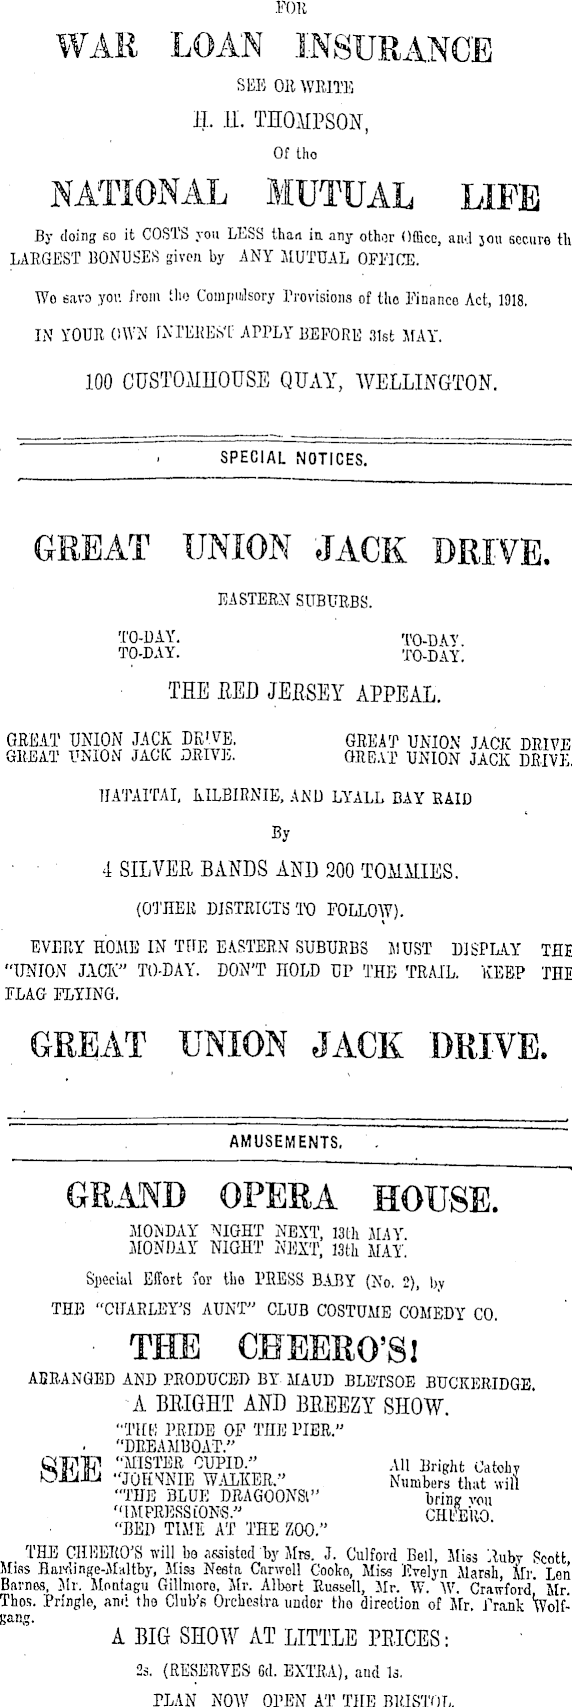 FOR
WAR LOAN INSURANCE
SEE OR WRITE
H. H. THOMPSON,
Of the
NATIONAL MUTUAL LIFE
By doing so it COSTS you LESS than in any other Office, and you secure th
LARGEST BONUSES given by ANY MUTUAL OFFICE.
We save you from the Compulsory Provisions of the Finance Act, 1918.
IN YOUR OWN INTEREST APPLY BEFORE 31st MAY.
100 CUSTOMHOUSE QUAY, WELLINGTON.
SPECIAL NOTICES.
GREAT UNION JACK DRIVE.
EASTERN SUBURBS.
TO-DAY. TO-DAY.
TO-DAY. TO-DAY.
THE RED JERSEY APPEAL.
GREAT UNION JACK DRIVE. GREAT UNION JACK DRIVE
GREAT UNION JACK DRIVE. GREAT UNION JACK DRIVE.
HATAITAI, KILBIRNIE, AND LYALL BAY RAID
By
4 SILVER BANDS AND 200 TOMMIES.
(OTHER DISTRICTS TO FOLLOW).
EVERY HOME IN THE EASTERN SUBURBS MUST DISPLAY THE
"UNION JACK" TO-DAY. DON'T HOLD UP THE TRAIL. KEEP THE
FLAG FLYING.
GREAT UNION JACK DRIVE.
AMUSEMENTS.
GRAND OPERA HOUSE.
MONDAY NIGHT NEXT, 13th MAY.
MONDAY NIGHT NEXT, 13th MAY.
Special Effort for the PRESS BABY (No. 2), by
THE "CHARLEY'S AUNT" CLUB COSTUME COMEDY CO.
THE CHEERO'S!
ARRANGED AND PRODUCED BY MAUD BLETSOE BUCKERIDGE.
A BRIGHT AND BREEZY SHOW.
SEE
"THE PRIDE OF THE PIER."
"DREAMBOAT."
"MISTER CUPID."
"JOHNNIE WALKER."
"THE BLUE DRAGOONS!"
"IMPRESSIONS."
"BED TIME AT THE ZOO."
All Bright Catchy
Numbers that will
bring you
CHEERO.
THE CHEERO'S will be assisted by Mrs. J. Culford Bell, Miss Ruby Scott,
Miss Hardinge-Maltby, Miss Nesta Carwell Cooke, Miss Evelyn Marsh, Mr. Len
Barnes, Mr. Montagu Gillmore, Mr. Albert Russell, Mr. W. W. Crawford, Mr.
Thos. Pringle, and the Club's Orchestra under the direction of Mr. Frank Wolf-
gang.
A BIG SHOW AT LITTLE PRICES:
2s. (RESERVES 6d. EXTRA), and 1s.
PLAN NOW OPEN AT THE BRISTOL.